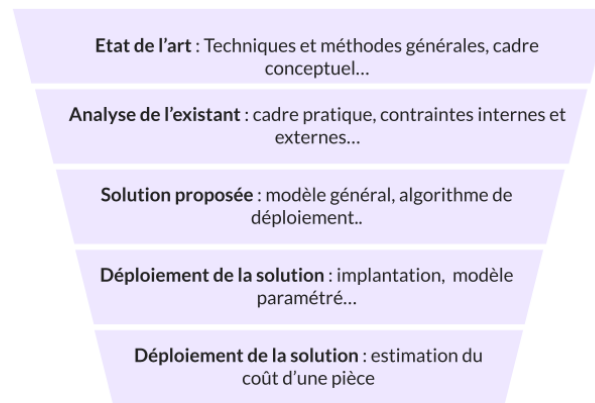 Etat de l’art : Techniques et méthodes générales, cadre
conceptuel…
Analyse de l’existant : cadre pratique, contraintes internes et
externes…
Solution proposée : modèle général, algorithme de
déploiement..
Déploiement de la solution : implantation, modèle
paramétré…
Déploiement de la solution : estimation du
coût d’une pièce